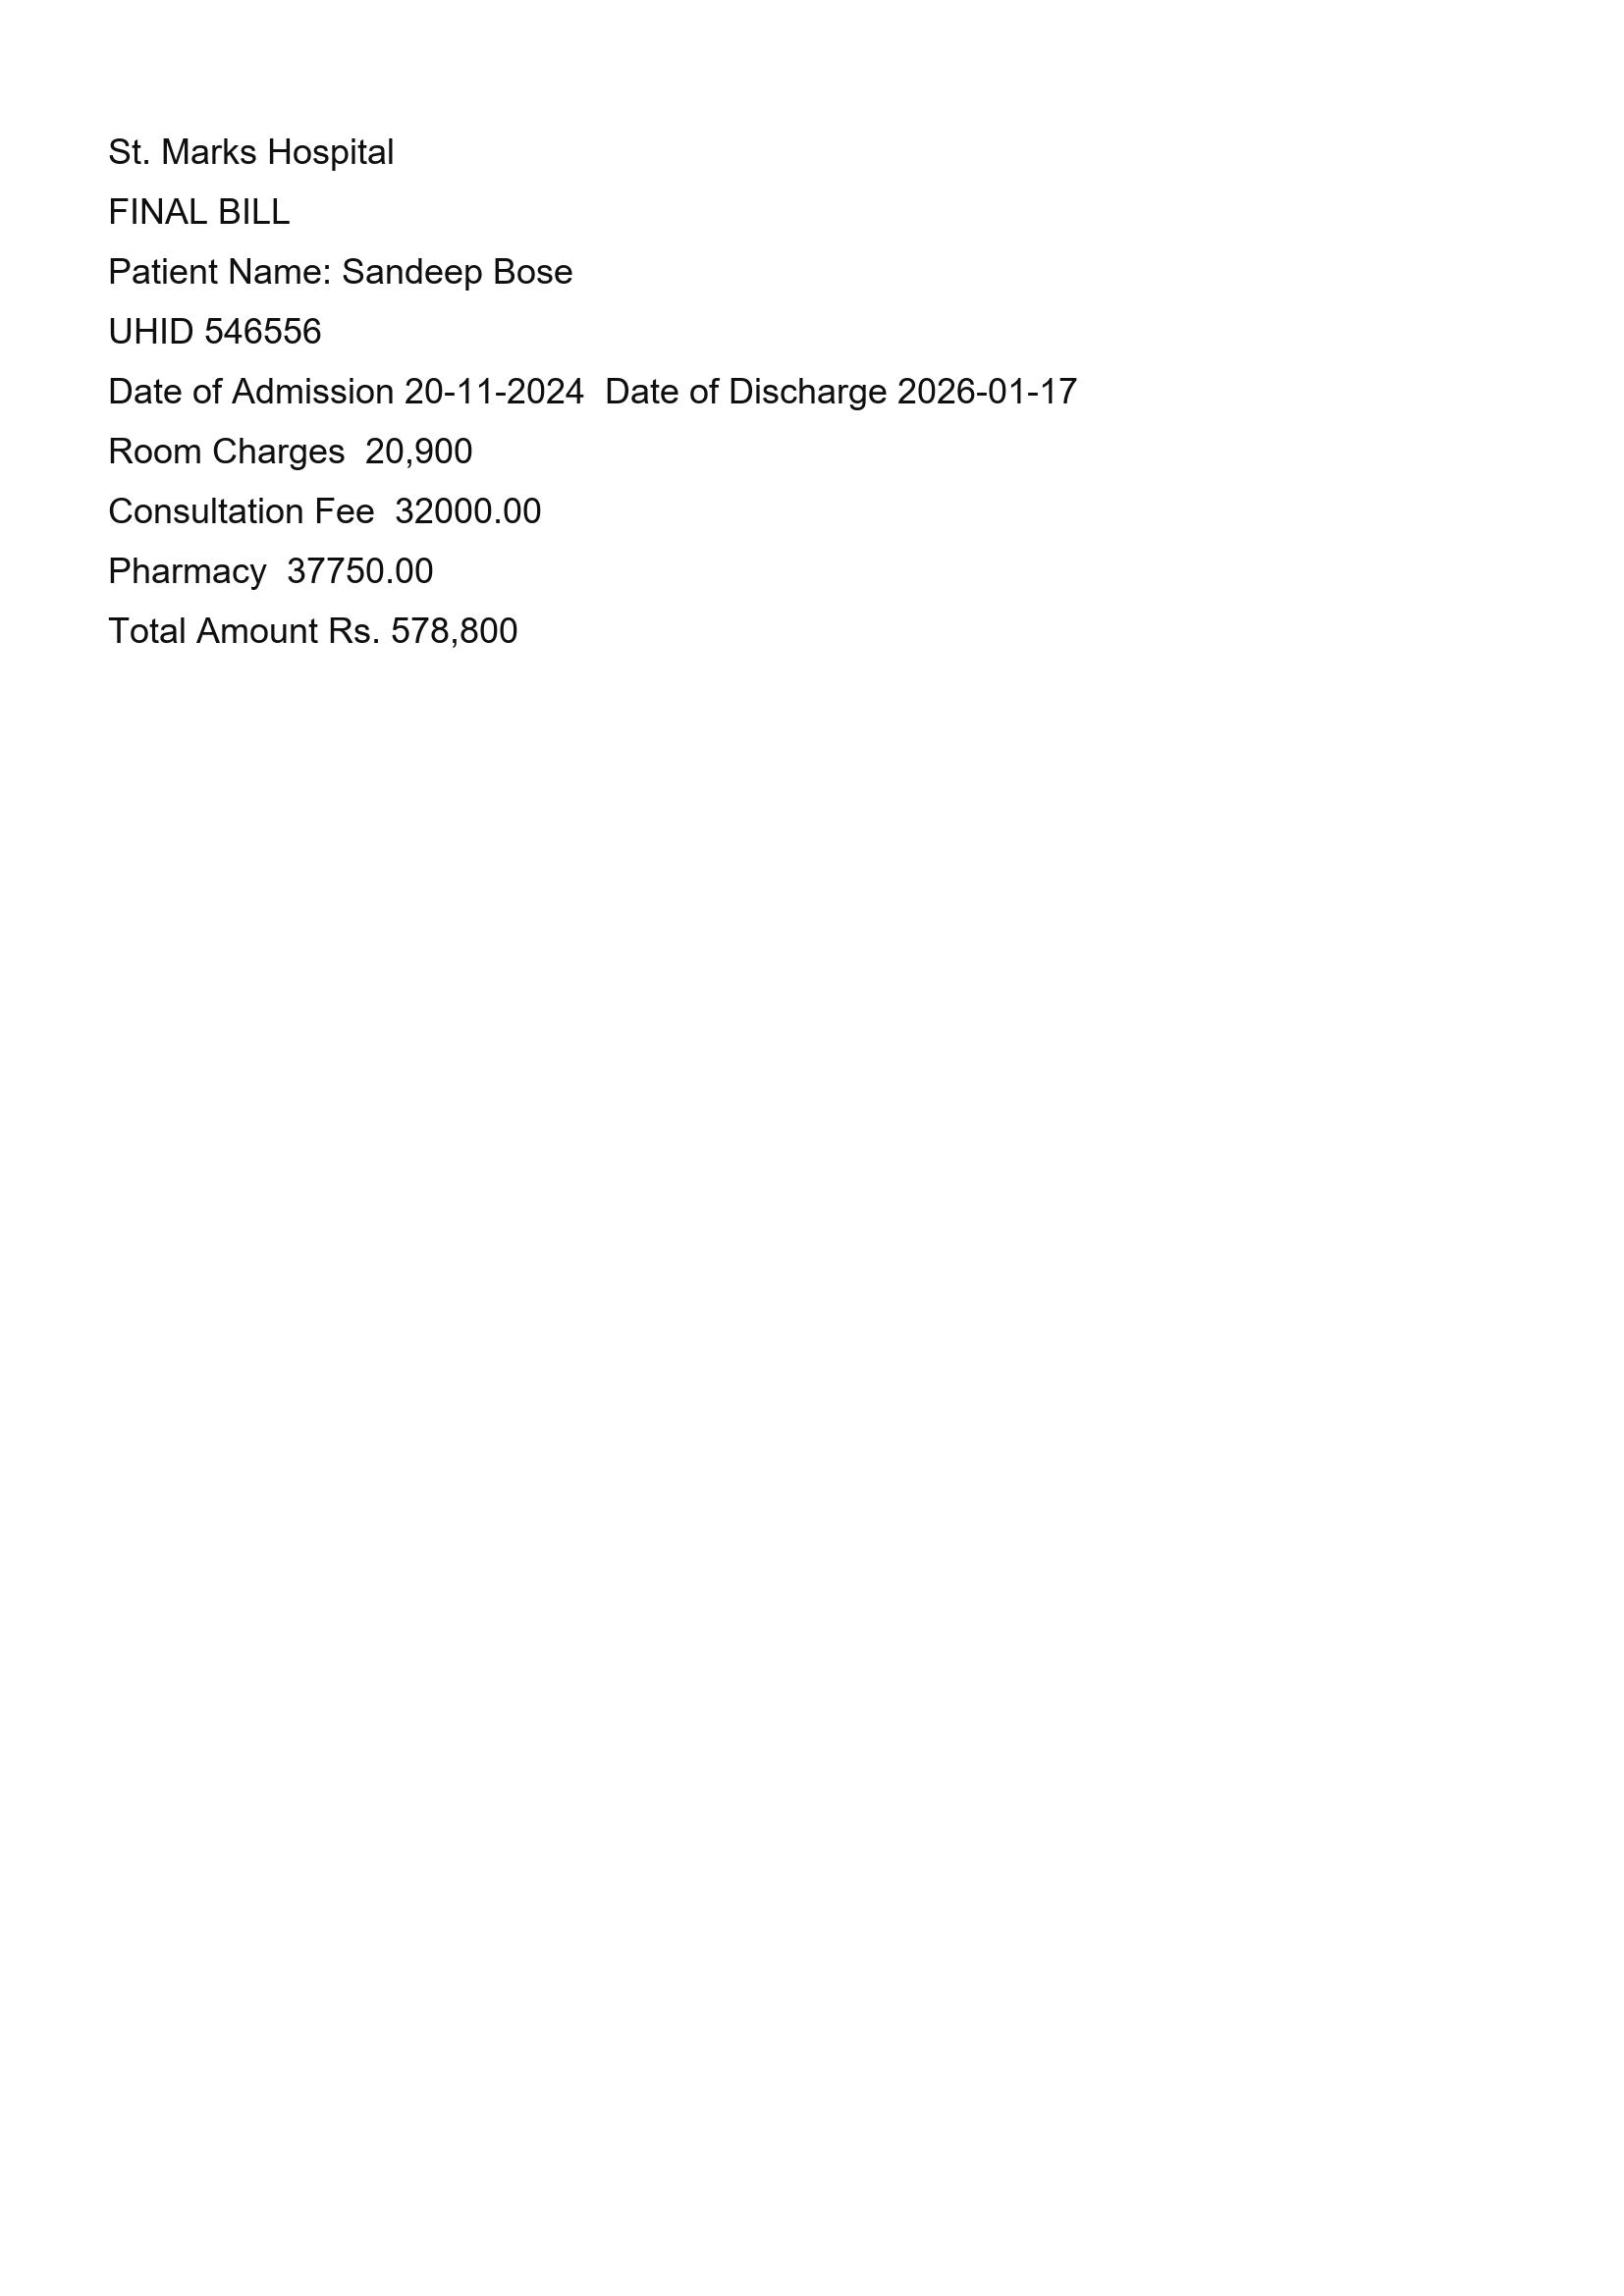 St. Marks Hospital
FINAL BILL
Patient Name: Sandeep Bose
UHID 546556
Date of Admission 20-11-2024  Date of Discharge 2026-01-17
Room Charges  20,900
Consultation Fee  32000.00
Pharmacy  37750.00
Total Amount Rs. 578,800